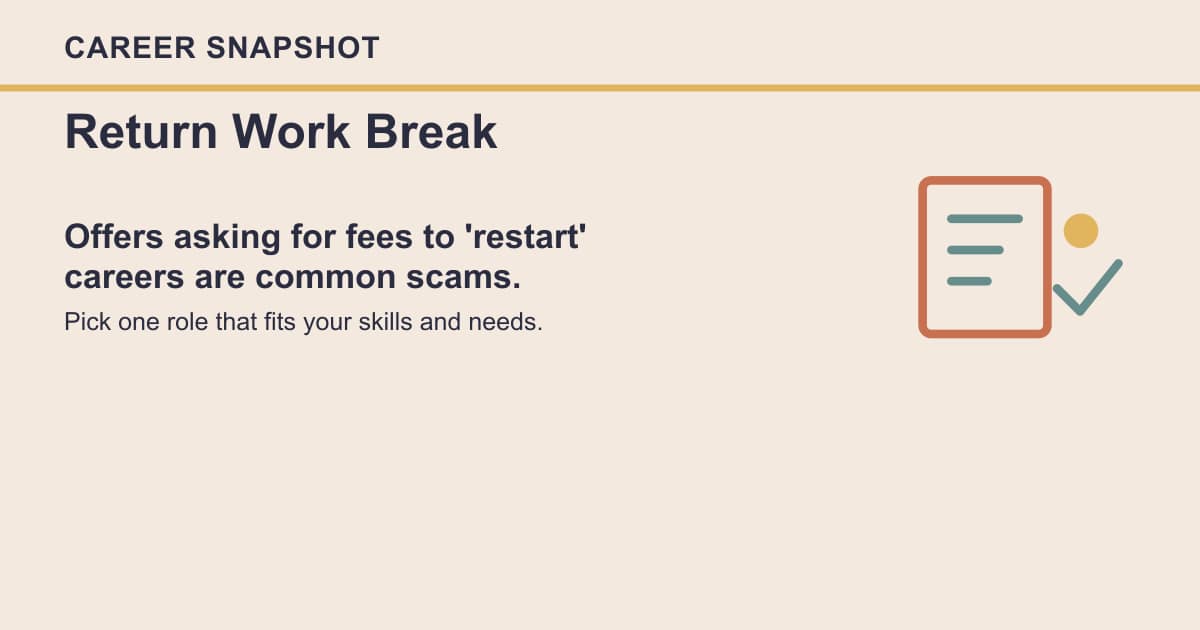 CAREER SNAPSHOT
Return Work Break
Offers asking for fees to 'restart'
careers are common scams.
Pick one role that fits your skills and needs.